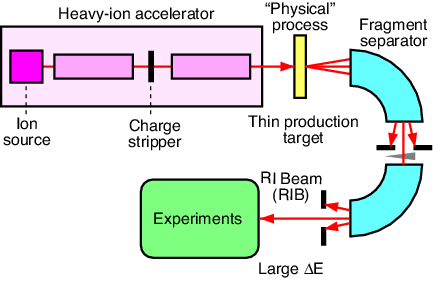 Heavy-ion accelerator
“Physical”
process
Fragment
separator
Ion
source
Charge
stripper
Thin production
target
RI Beam
(RIB)
Experiments
Large ΔE